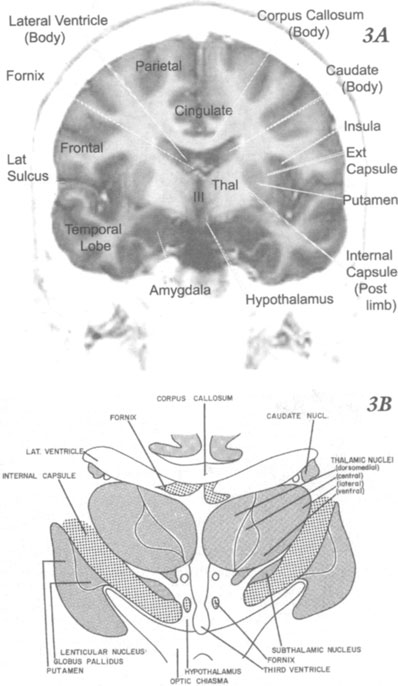 Lateral Ventricle
(Body)
Corpus Callosum
(Body)
3A
Fornix
Parietal
Caudate
(Body)
Cingulate
Insula
Frontal
Ext
Capsule
Lat
Sulcus
Thal
III
Putamen
Temporal
Lobe
Internal
Capsule
(Post
limb)
Amygdala
Hypothalamus
3B
CORPUS CALLOSUM
FORNIX
CAUDATE NUCL.
LAT. VENTRICLE
THALAMIC NUCLEI
(dorsomedial)
(central)
(lateral)
(ventral)
INTERNAL CAPSULE
LENTICULAR NUCLEUS:
GLOBUS PALLIDUS
PUTAMEN
SUBTHALAMIC NUCLEUS
FORNIX
THIRD VENTRICLE
HYPOTHALAMUS
OPTIC CHIASMA